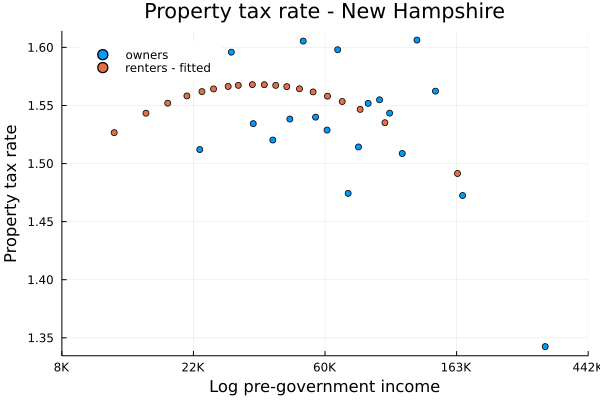 Property tax rate - New Hampshire
Property tax rate
1.60
1.55
1.50
1.45
1.40
1.35
owners
renters - fitted
8K 22K 60K 163K 442K
Log pre-government income